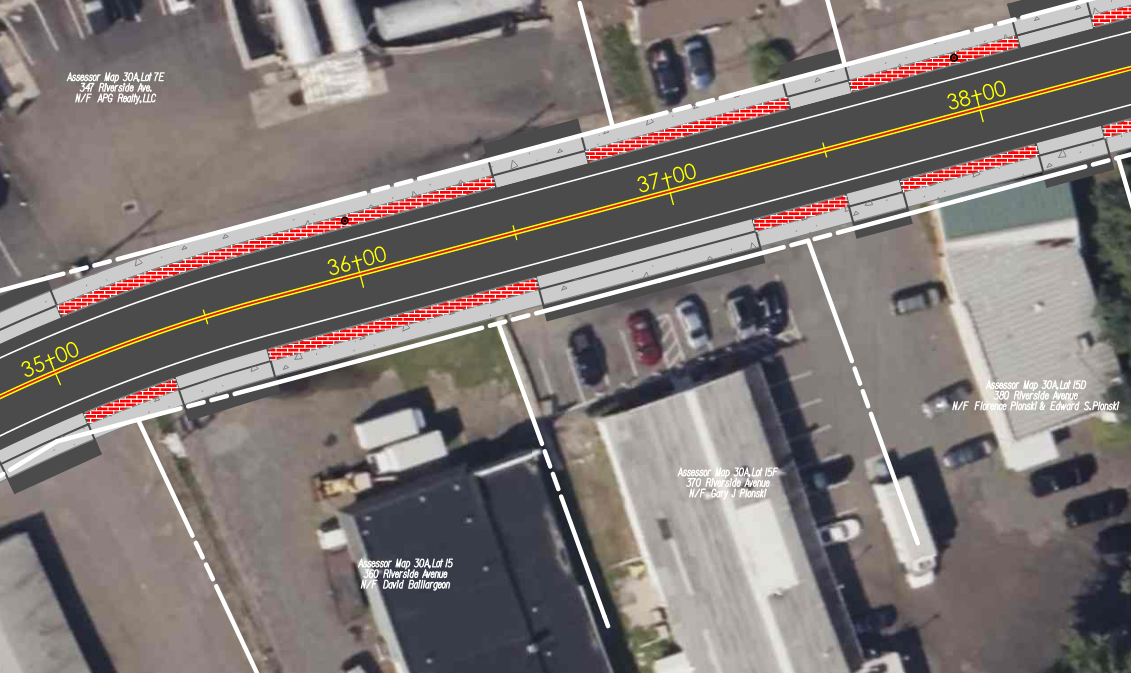 Assessor Map 30A,Lot 7E
347 Riverside Ave.
N/F APG Realty,LLC
38+00
37+00
36+00
35+00
Assessor Map 30A,Lot 15D
380 Riverside Avenue
N/F Florence Plonski & Edward S.Plonski
Assessor Map 30A,Lot 15F
370 Riverside Avenue
N/F Gary J Plonski
Assessor Map 30A,Lot 15
360 Riverside Avenue
N/F David Baillargeon